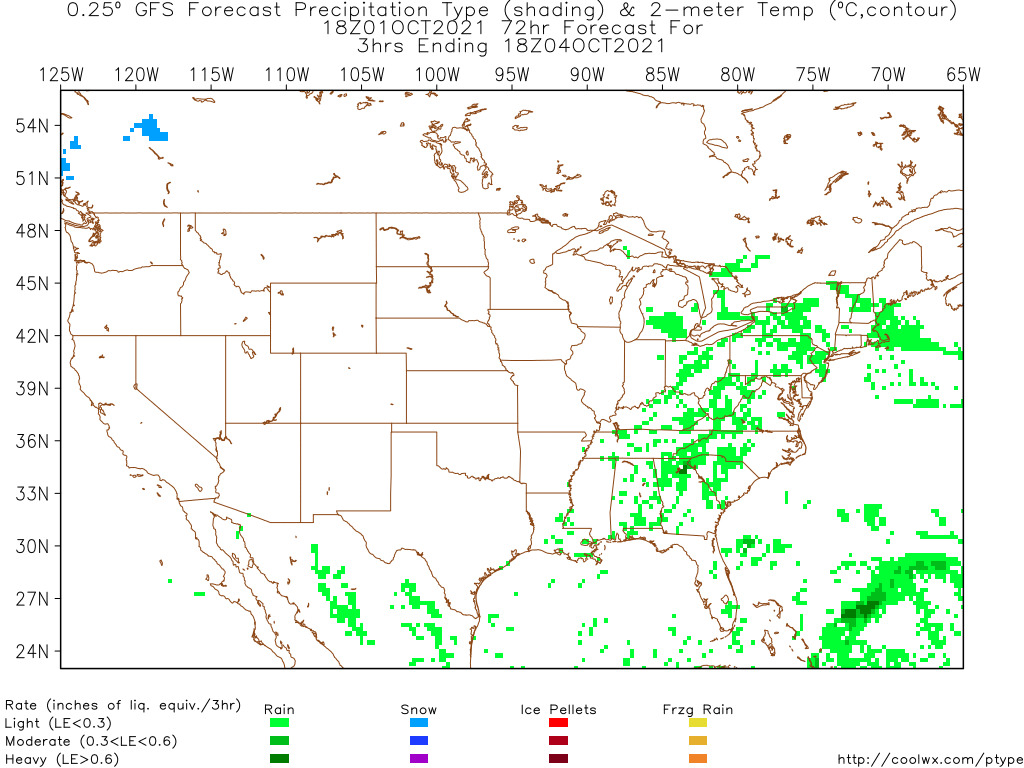 0.25º GFS Forecast Precipitation Type (shading) & 2-meter Temp (ºC,contour)
18Z01OCT2021 72hr Forecast For
3hrs Ending 18Z04OCT2021
125W 120W 115W 110W 105W 100W 95W 90W 85W 80W 75W 70W 65W
54N
51N
48N
45N
42N
39N
36N
33N
30N
27N
24N
Rate (inches of liq. equiv./3hr) Rain Snow Ice Pellets Frzg Rain
Light (LE<0.3)
Moderate (0.3<LE<0.6)
Heavy (LE>0.6) http://coolwx.com/ptype